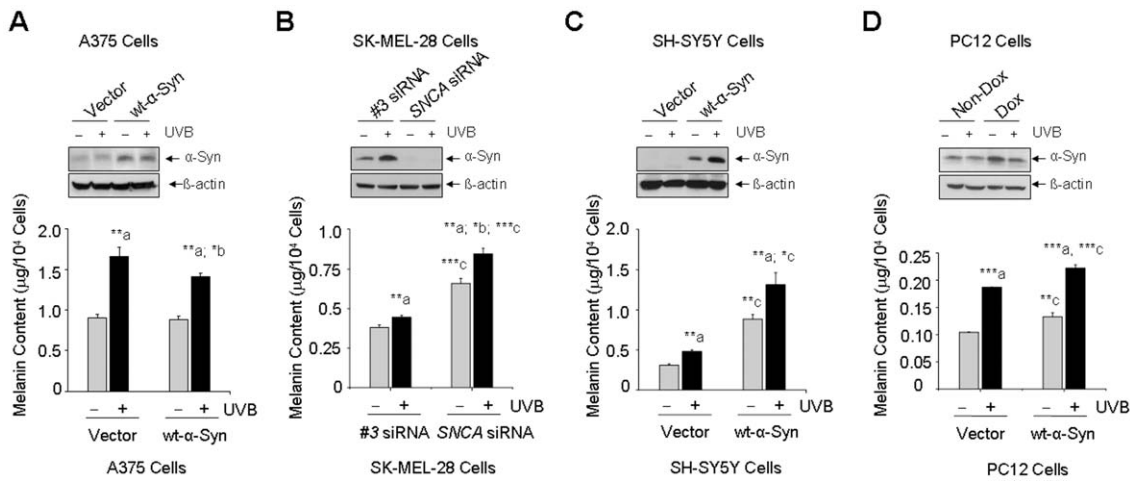 A
A375 Cells
Vector
wt-α-Syn
– + – + UVB
α-Syn
ß-actin
Melanin Content (µg/10⁴ Cells)
2.0
1.5
1.0
0.5
0
**a
**a; *b
– + – + UVB
Vector wt-α-Syn
A375 Cells
B
SK-MEL-28 Cells
#3 siRNA
SNCA siRNA
– + – + UVB
α-Syn
ß-actin
Melanin Content (µg/10⁴ Cells)
1.0
0.75
0.5
0.25
0
**a
***c
**a; *b; ***c
– + – + UVB
#3 siRNA SNCA siRNA
SK-MEL-28 Cells
C
SH-SY5Y Cells
Vector
wt-α-Syn
– + – + UVB
α-Syn
ß-actin
Melanin Content (µg/10⁴ Cells)
2.0
1.5
1.0
0.5
0
**a
**c
**a; *c
– + – + UVB
Vector wt-α-Syn
SH-SY5Y Cells
D
PC12 Cells
Non-Dox
Dox
– + – + UVB
α-Syn
ß-actin
Melanin Content (µg/10⁴ Cells)
0.25
0.20
0.15
0.10
0.05
0
***a
**c
***a, ***c
– + – + UVB
Vector wt-α-Syn
PC12 Cells